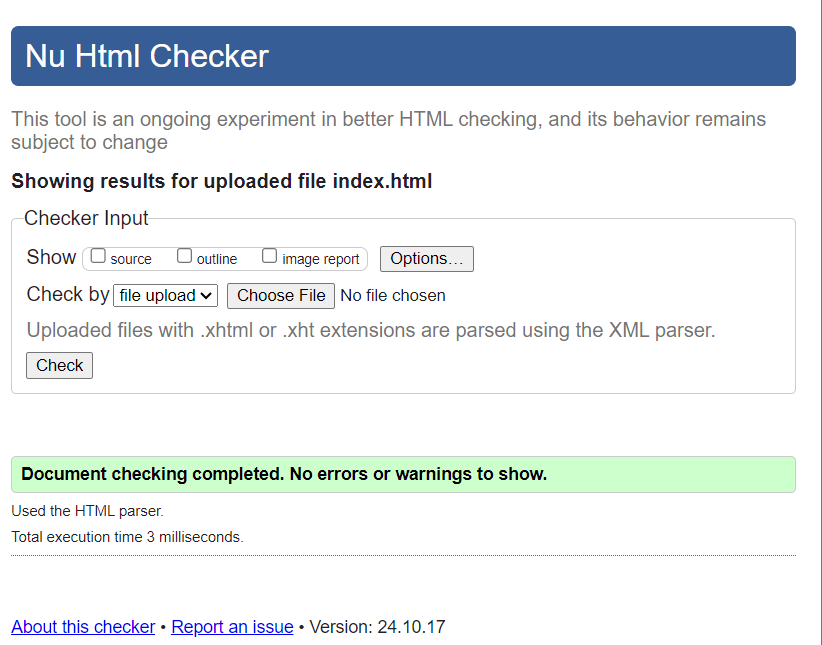 Nu Html Checker
This tool is an ongoing experiment in better HTML checking, and its behavior remains
subject to change
Showing results for uploaded file index.html
Checker Input
Show source outline image report Options...
Check by file upload Choose File No file chosen
Uploaded files with .xhtml or .xht extensions are parsed using the XML parser.
Check
Document checking completed. No errors or warnings to show.
Used the HTML parser.
Total execution time 3 milliseconds.
About this checker • Report an issue • Version: 24.10.17